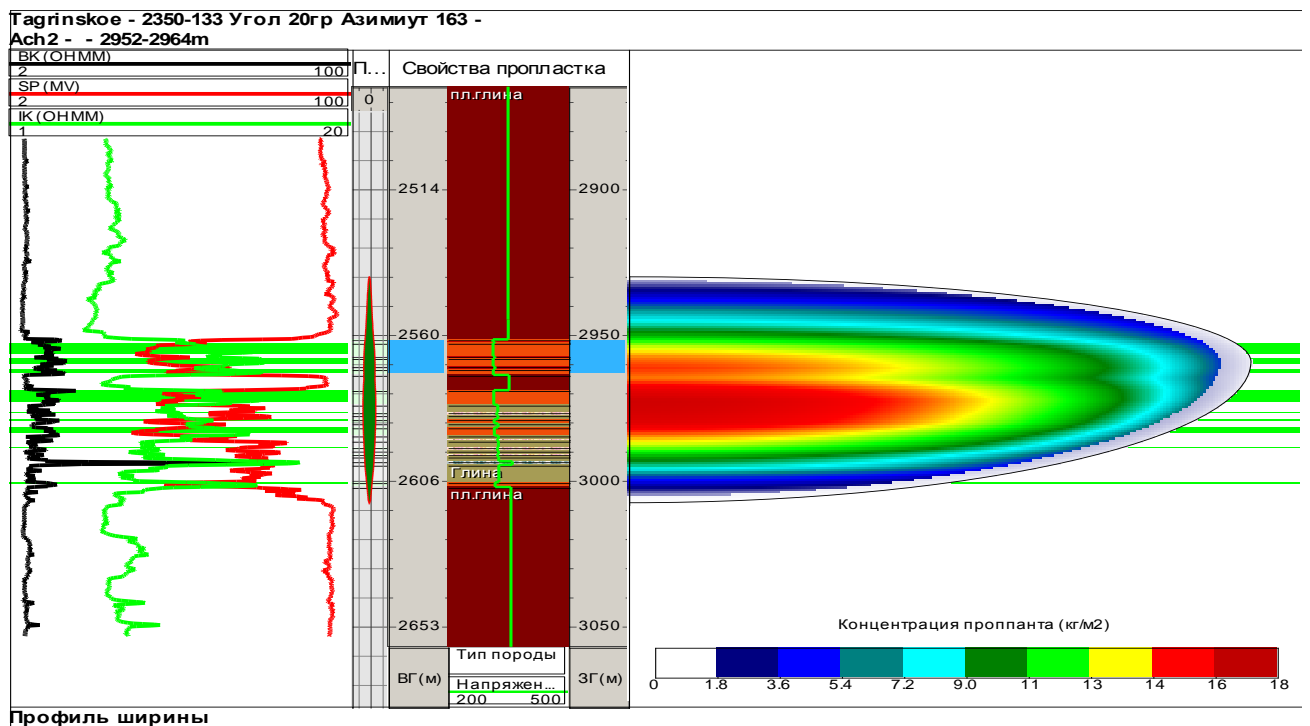 Tagrinskoe - 2350-133 Угол 20гр Азимут 163 -
Ach2 - - 2952-2964m
BK (OHMM)
2 100
SP (MV)
2 100
IK (OHMM)
1 20
П...
0
Свойства пропластка
пл.глина
2514 2900
2560 2950
Глина
2606 3000
пл.глина
2653 3050
ВГ(м)
Тип породы
Напряжен...
200 500
ЗГ(м)
Концентрация проппанта (кг/м2)
0 1.8 3.6 5.4 7.2 9.0 11 13 14 16 18
Профиль ширины